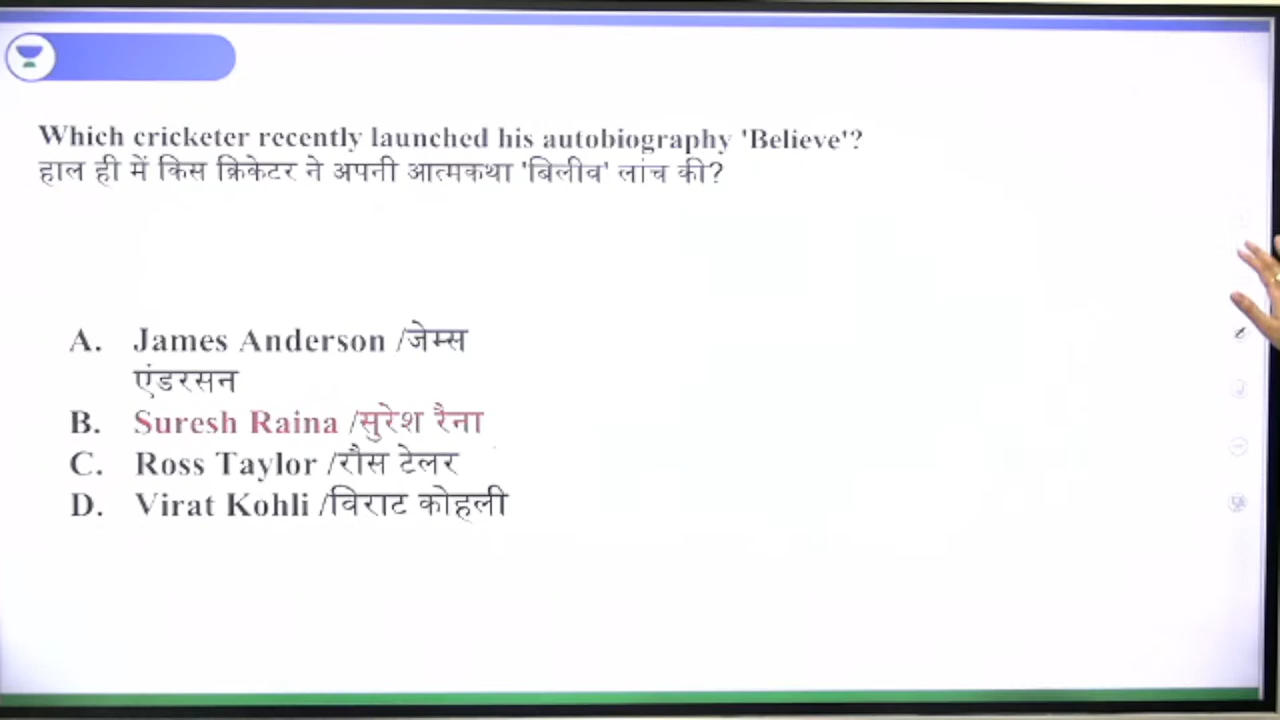 Which cricketer recently launched his autobiography 'Believe'?
हाल ही में किस क्रिकेटर ने अपनी आत्मकथा 'बिलीव' लांच की?
A. James Anderson /जेम्स
एंडरसन
B. Suresh Raina /सुरेश रैना
C. Ross Taylor /रौस टेलर
D. Virat Kohli /विराट कोहली